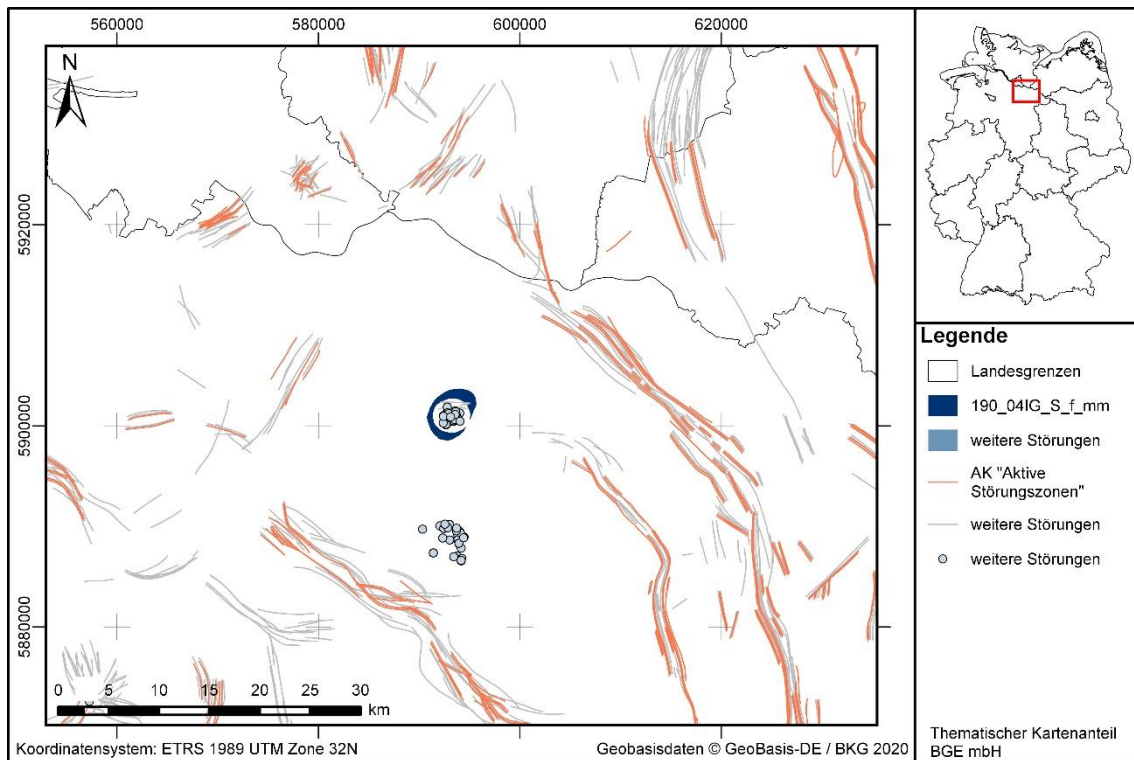 560000
580000
600000
620000
N
5920000
5900000
5880000
0
5
10
15
20
25
30
km
Koordinatensystem: ETRS 1989 UTM Zone 32N
Geobasisdaten © GeoBasis-DE / BKG 2020
Legende
Landesgrenzen
190_04IG_S_f_mm
weitere Störungen
AK "Aktive
Störungszonen"
weitere Störungen
weitere Störungen
Thematischer Kartenanteil
BGE mbH